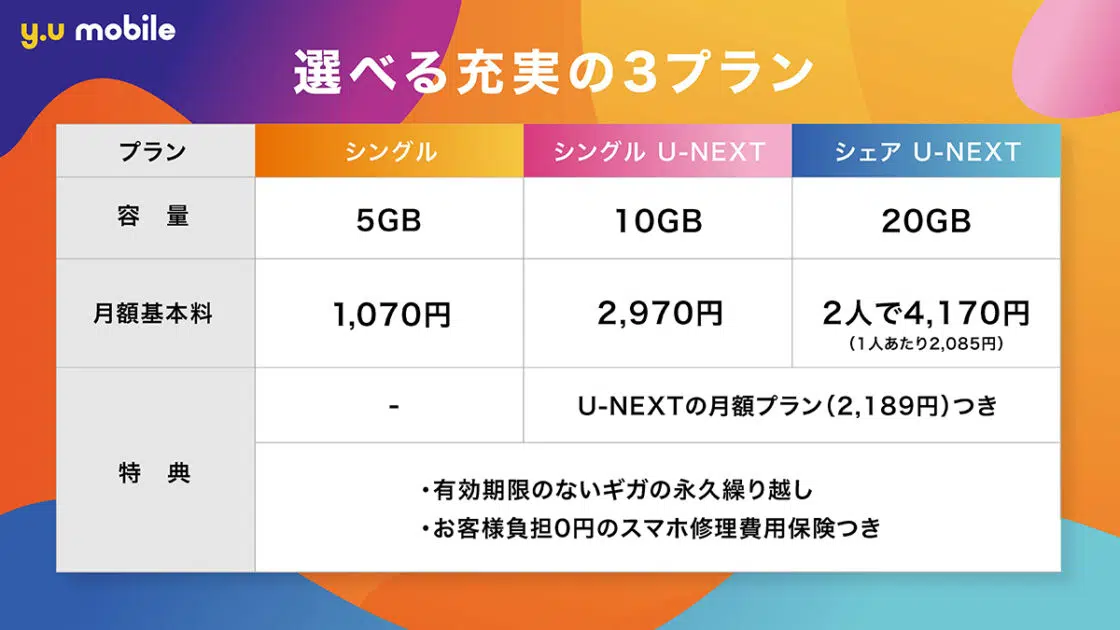 y.u mobile
選べる充実の3プラン
プラン シングル シングル U-NEXT シェア U-NEXT
容 量 5GB 10GB 20GB
月額基本料 1,070円 2,970円 2人で4,170円
(1人あたり2,085円)
- U-NEXTの月額プラン(2,189円)つき
特 典
・有効期限のないギガの永久繰り越し
・お客様負担0円のスマホ修理費用保険つき